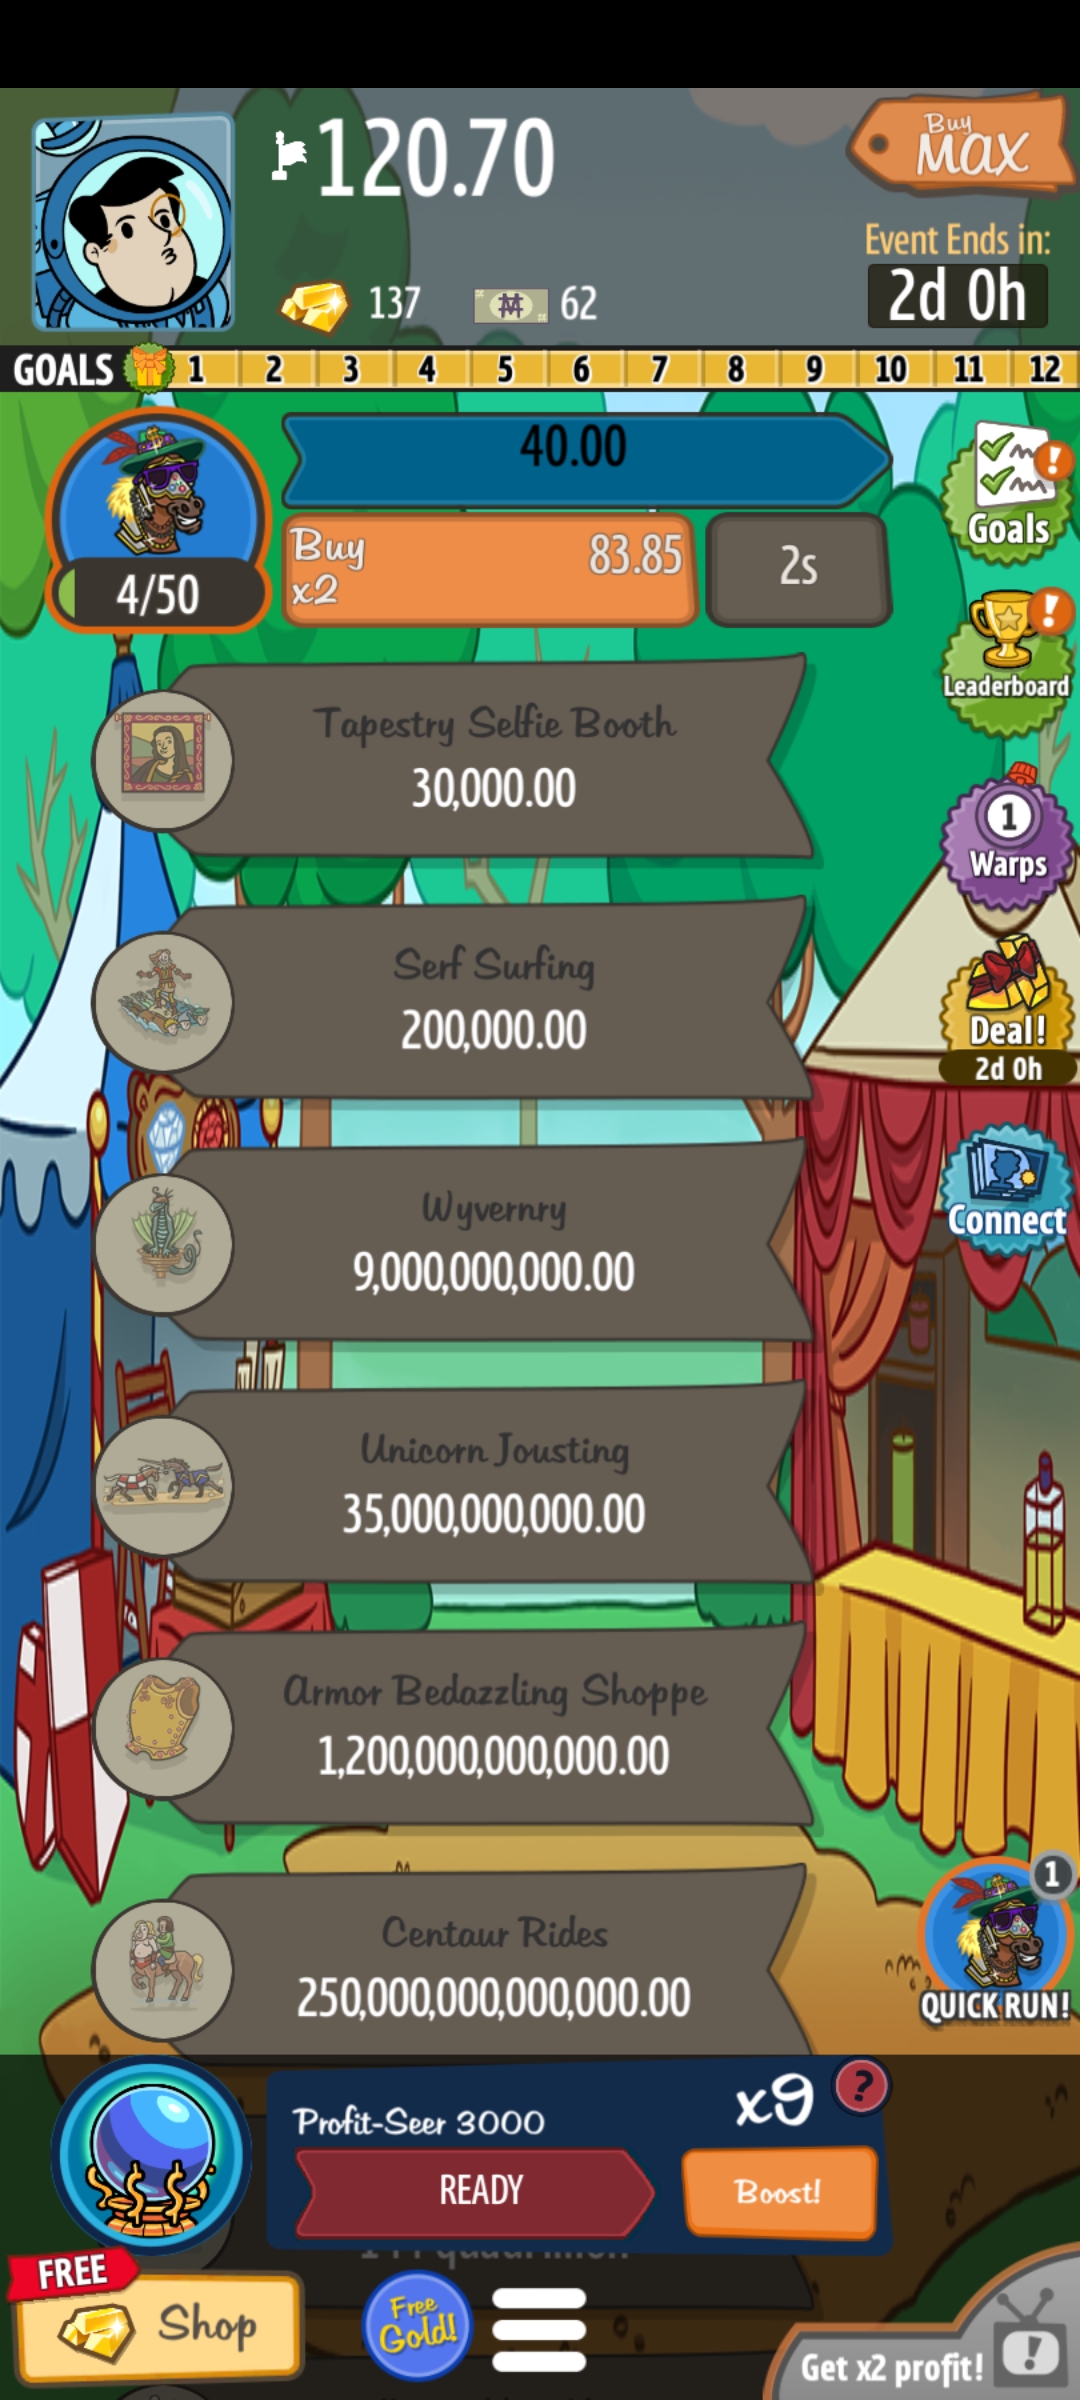 120.70
Buy
MAX
137
62
Event Ends in:
2d 0h
GOALS 1 2 3 4 5 6 7 8 9 10 11 12
40.00
Buy
x2
83.85
2s
4/50
!
Goals
Tapestry Selfie Booth
30,000.00
!
Leaderboard
1
Warps
Serf Surfing
200,000.00
Deal!
2d 0h
Wyvernry
9,000,000,000.00
Connect
Unicorn Jousting
35,000,000,000.00
Armor Bedazzling Shoppe
1,200,000,000,000.00
Centaur Rides
250,000,000,000,000.00
1
QUICK RUN!
Profit-Seer 3000
x9
?
READY
Boost!
FREE
Shop
Free
Gold!
Get x2 profit!
!